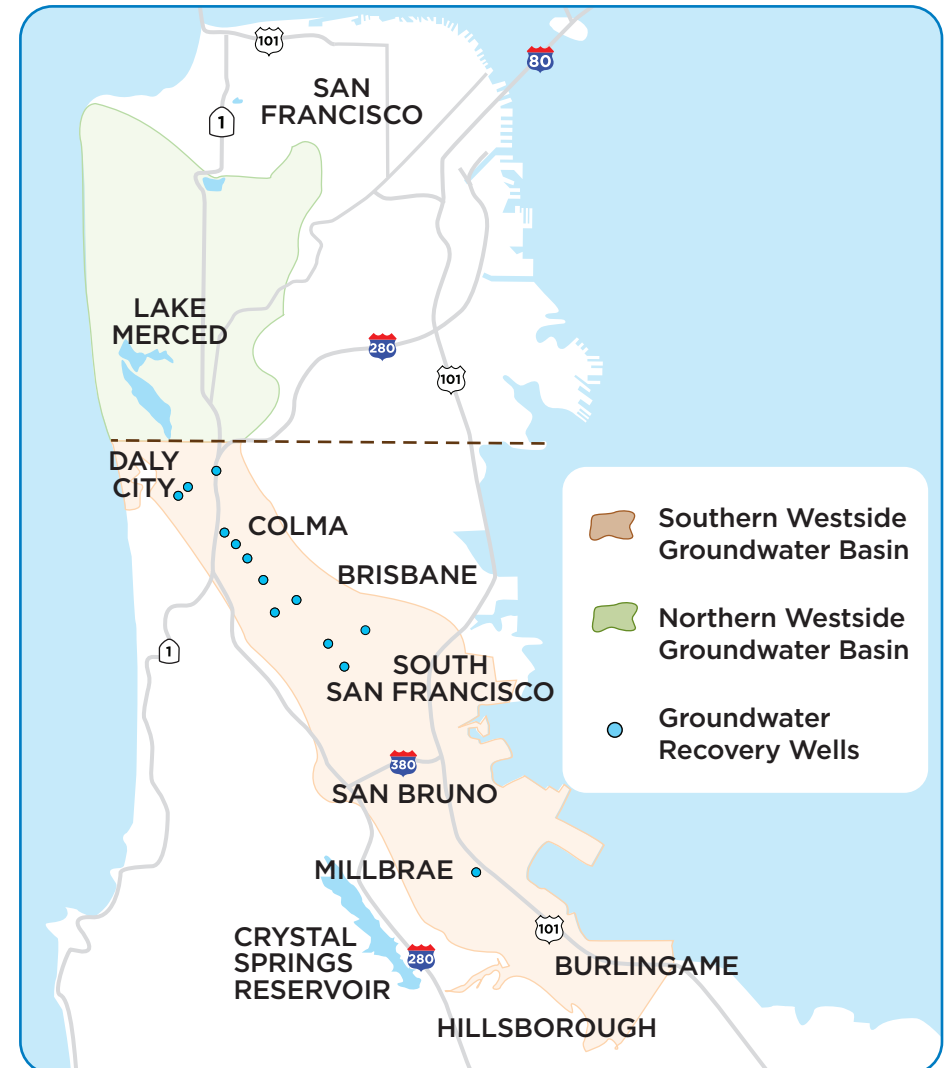 101
80
SAN
FRANCISCO
1
LAKE
MERCED
280
101
DALY
CITY
COLMA
BRISBANE
1
SOUTH
SAN FRANCISCO
380
SAN BRUNO
MILLBRAE
CRYSTAL
SPRINGS
RESERVOIR
280
101
BURLINGAME
HILLSBOROUGH
Southern Westside
Groundwater Basin
Northern Westside
Groundwater Basin
Groundwater
Recovery Wells